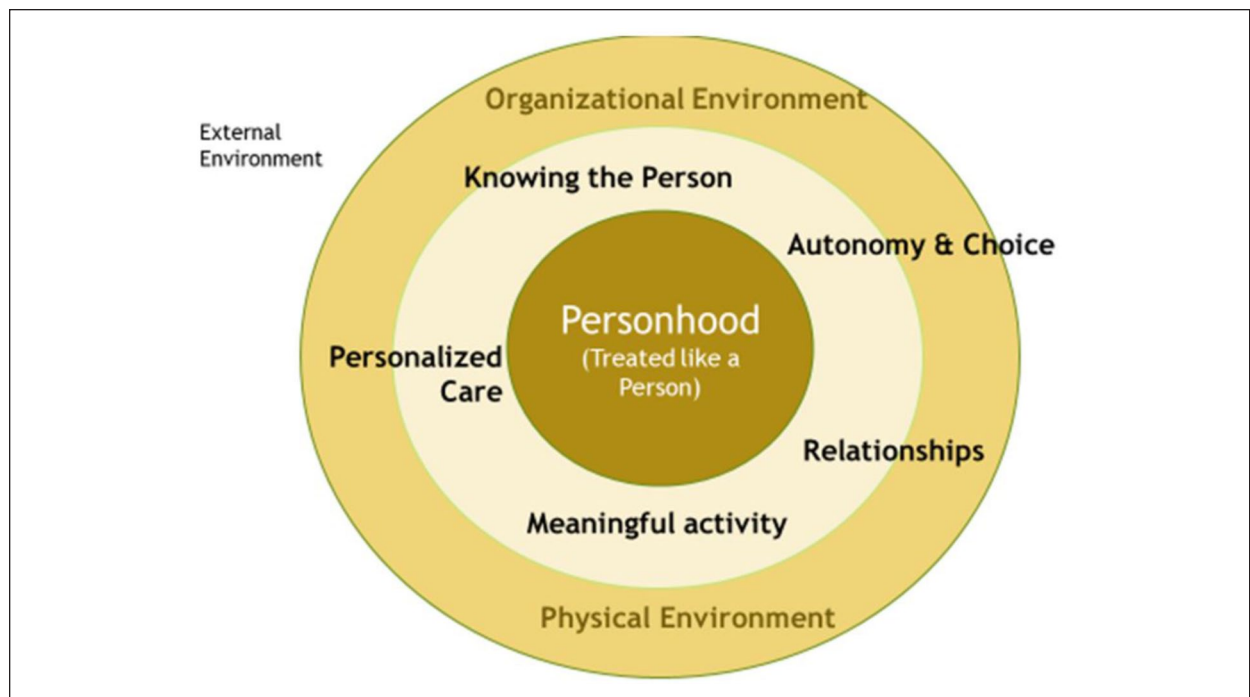 Organizational Environment
External
Environment
Knowing the Person
Autonomy & Choice
Personhood
(Treated like a
Person)
Personalized
Care
Relationships
Meaningful activity
Physical Environment